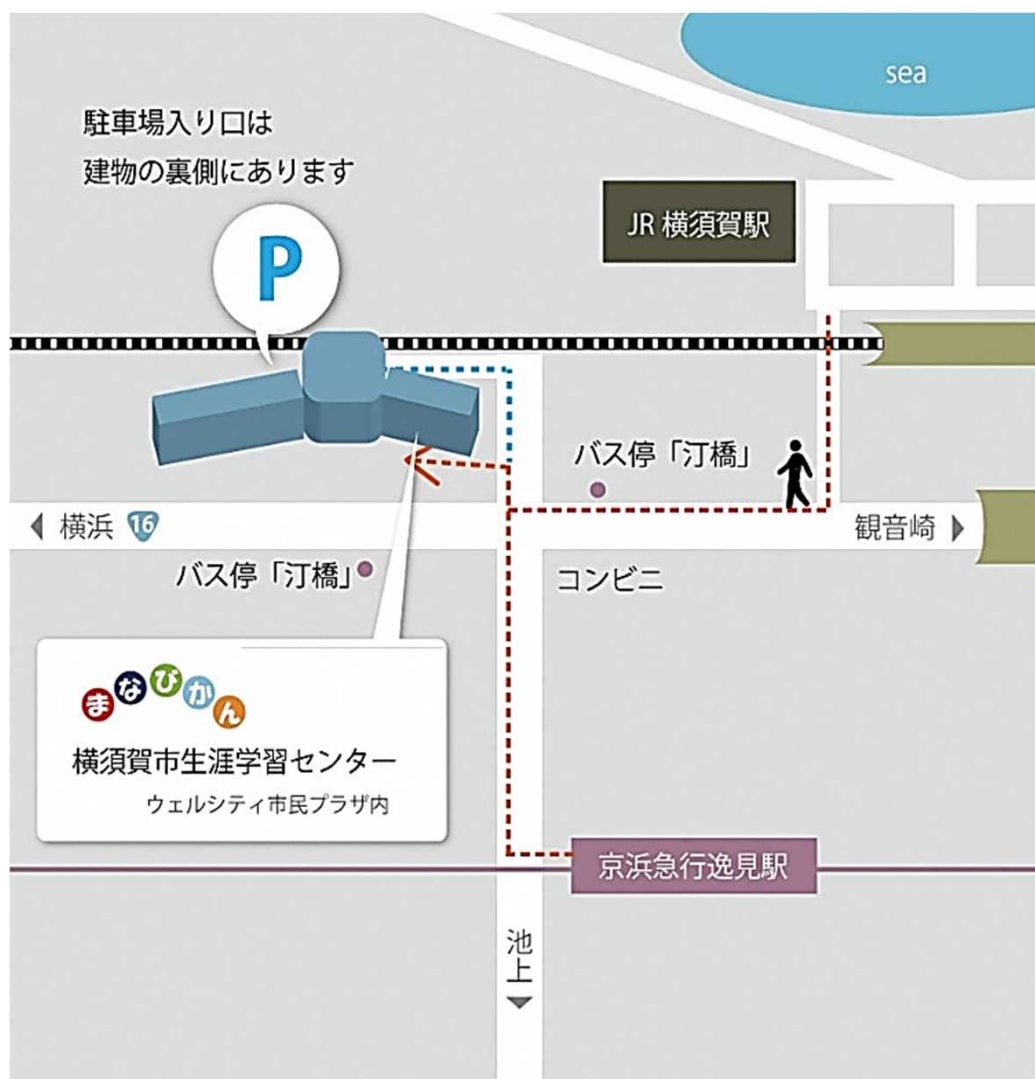 sea
駐車場入り口は
建物の裏側にあります
JR 横須賀駅
P
バス停「汀橋」
横浜 16
観音崎
バス停「汀橋」
コンビニ
まなびかん
横須賀市生涯学習センター
ウェルシティ市民プラザ内
京浜急行逸見駅
池上